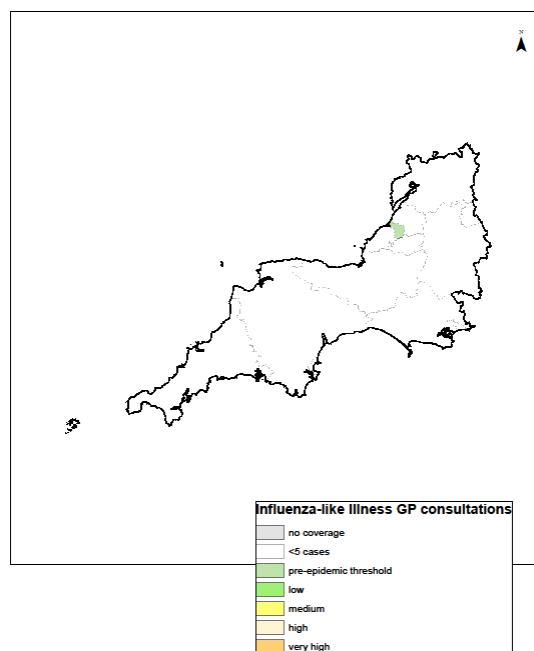 N
Influenza-like Illness GP consultations
no coverage
<5 cases
pre-epidemic threshold
low
medium
high
very high